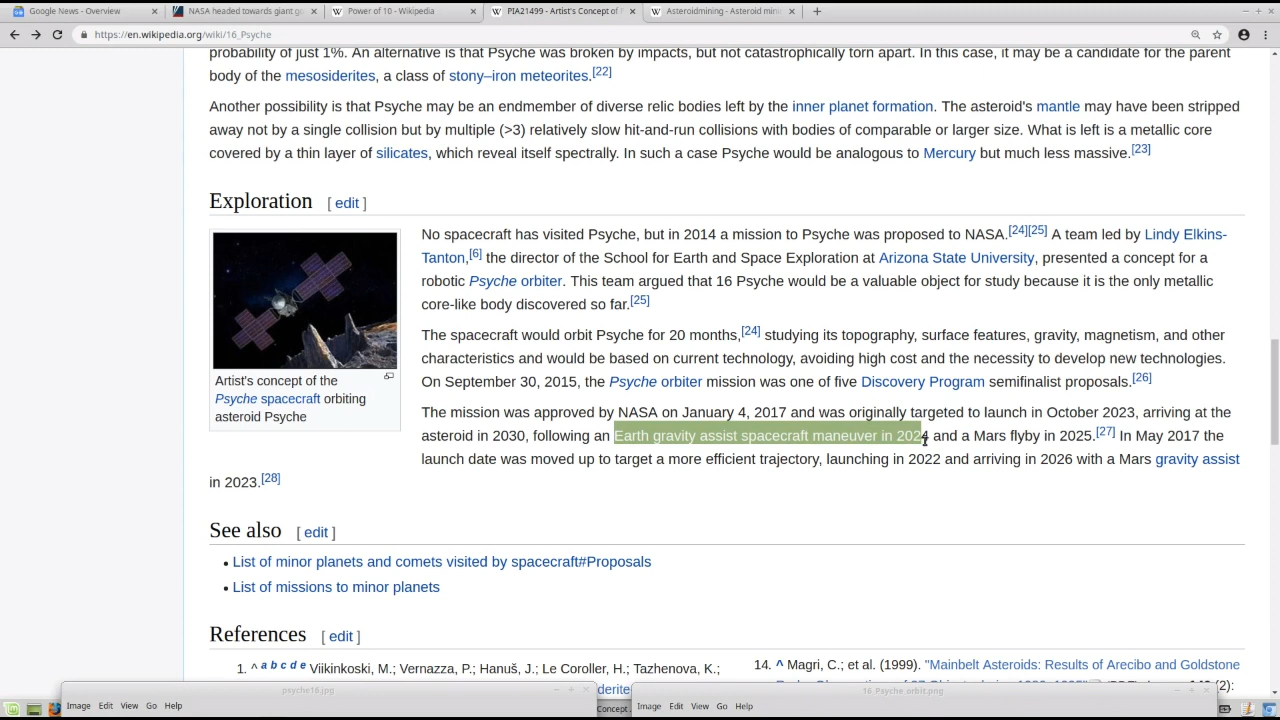 Google News - Overview
NASA headed towards giant go
Power of 10 - Wikipedia
PIA21499 - Artist's Concept of P
Asteroidmining - Asteroid mini
https://en.wikipedia.org/wiki/16_Psyche
probability of just 1%. An alternative is that Psyche was broken by impacts, but not catastrophically torn apart. In this case, it may be a candidate for the parent
body of the mesosiderites, a class of stony–iron meteorites.[22]
Another possibility is that Psyche may be an endmember of diverse relic bodies left by the inner planet formation. The asteroid's mantle may have been stripped
away not by a single collision but by multiple (>3) relatively slow hit-and-run collisions with bodies of comparable or larger size. What is left is a metallic core
covered by a thin layer of silicates, which reveal itself spectrally. In such a case Psyche would be analogous to Mercury but much less massive.[23]
Exploration [ edit ]
Artist's concept of the
Psyche spacecraft orbiting
asteroid Psyche
No spacecraft has visited Psyche, but in 2014 a mission to Psyche was proposed to NASA.[24][25] A team led by Lindy Elkins-
Tanton,[6] the director of the School for Earth and Space Exploration at Arizona State University, presented a concept for a
robotic Psyche orbiter. This team argued that 16 Psyche would be a valuable object for study because it is the only metallic
core-like body discovered so far.[25]
The spacecraft would orbit Psyche for 20 months,[24] studying its topography, surface features, gravity, magnetism, and other
characteristics and would be based on current technology, avoiding high cost and the necessity to develop new technologies.
On September 30, 2015, the Psyche orbiter mission was one of five Discovery Program semifinalist proposals.[26]
The mission was approved by NASA on January 4, 2017 and was originally targeted to launch in October 2023, arriving at the
asteroid in 2030, following an Earth gravity assist spacecraft maneuver in 2024 and a Mars flyby in 2025.[27] In May 2017 the
launch date was moved up to target a more efficient trajectory, launching in 2022 and arriving in 2026 with a Mars gravity assist
in 2023.[28]
See also [ edit ]
• List of minor planets and comets visited by spacecraft#Proposals
• List of missions to minor planets
References [ edit ]
1. ^ a b c d e Viikinkoski, M.; Vernazza, P.; Hanuš, J.; Le Coroller, H.; Tazhenova, K.;
14. ^ Magri, C.; et al. (1999). "Mainbelt Asteroids: Results of Arecibo and Goldstone
psyche16.jpg
16 Psyche orbit.png
Image Edit View Go Help
Concept
Image Edit View Go Help